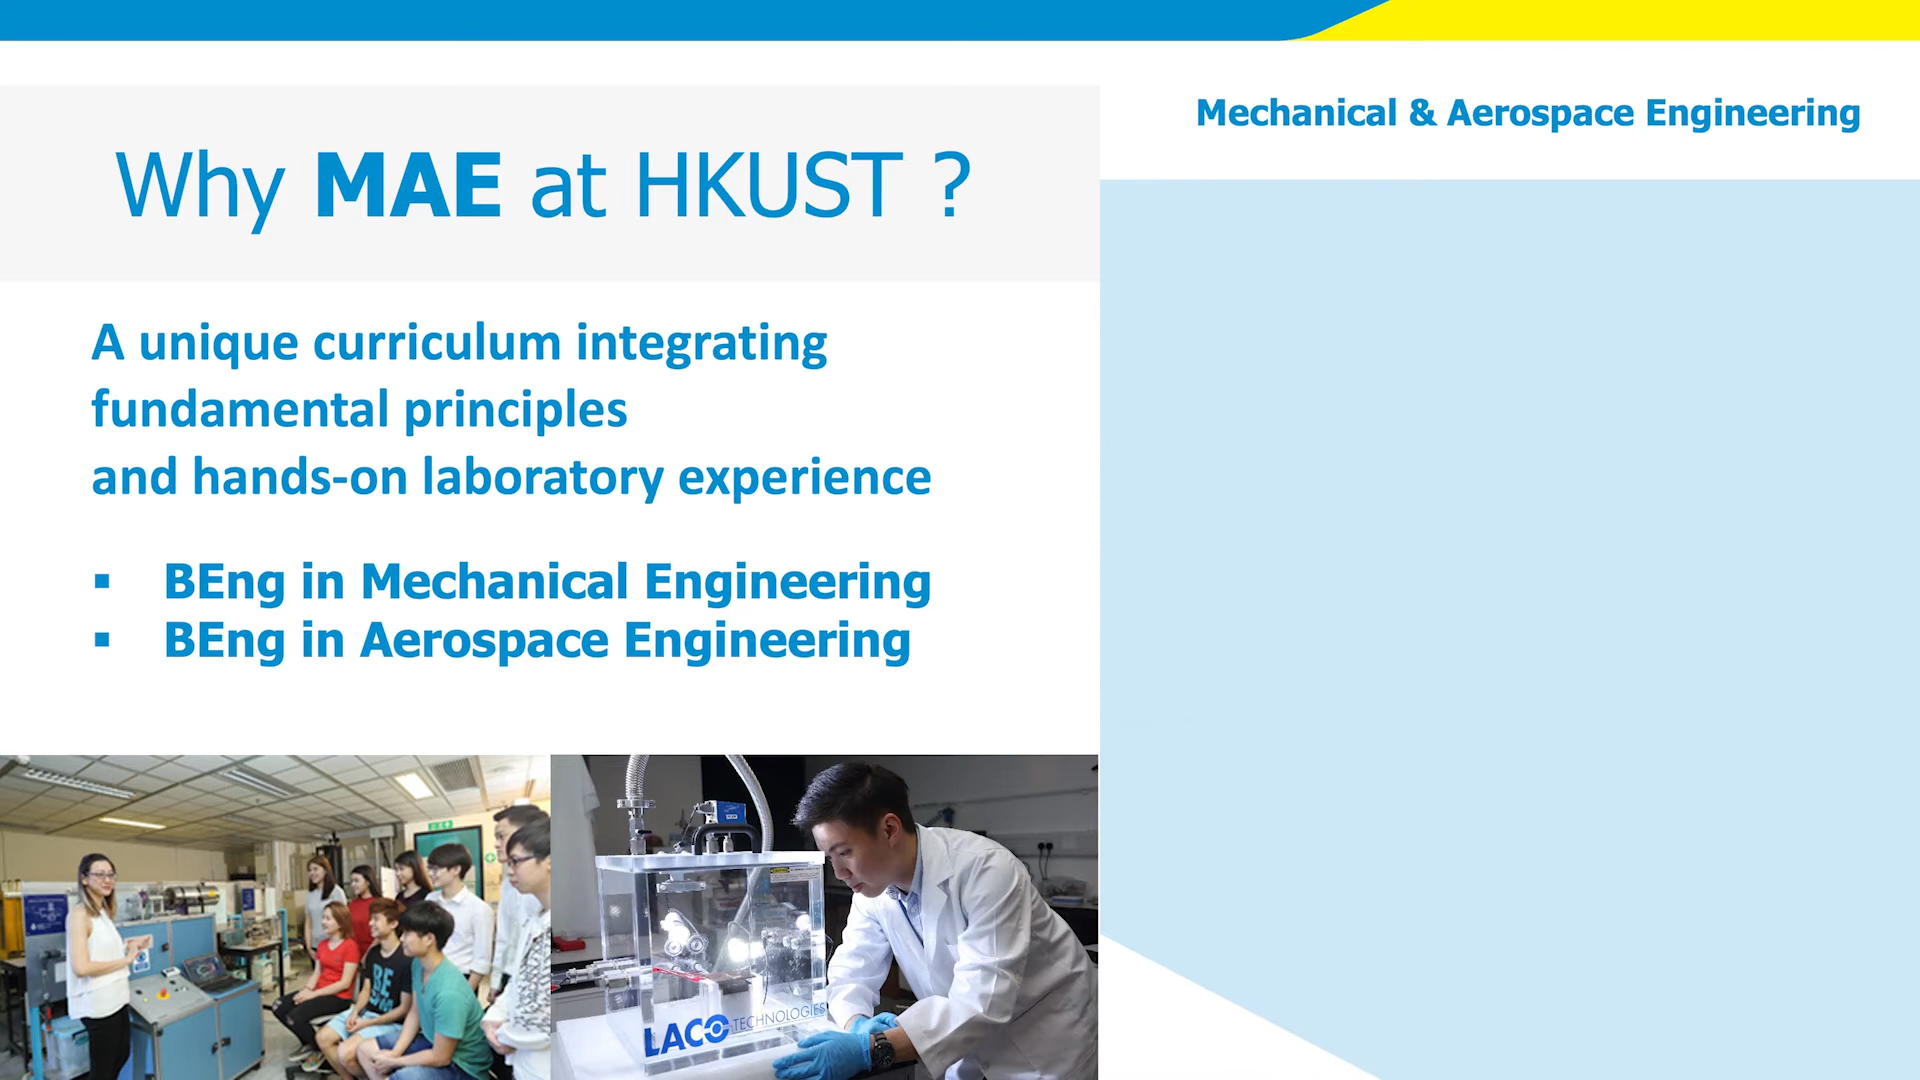 Mechanical & Aerospace Engineering
Why MAE at HKUST ?
A unique curriculum integrating
fundamental principles
and hands-on laboratory experience
▪ BEng in Mechanical Engineering
▪ BEng in Aerospace Engineering
BE
LACO TECHNOLOGIES